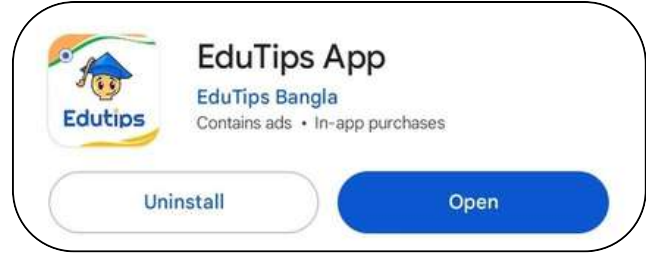 EduTips App
EduTips Bangla
Contains ads • In-app purchases
Edutips
Uninstall
Open